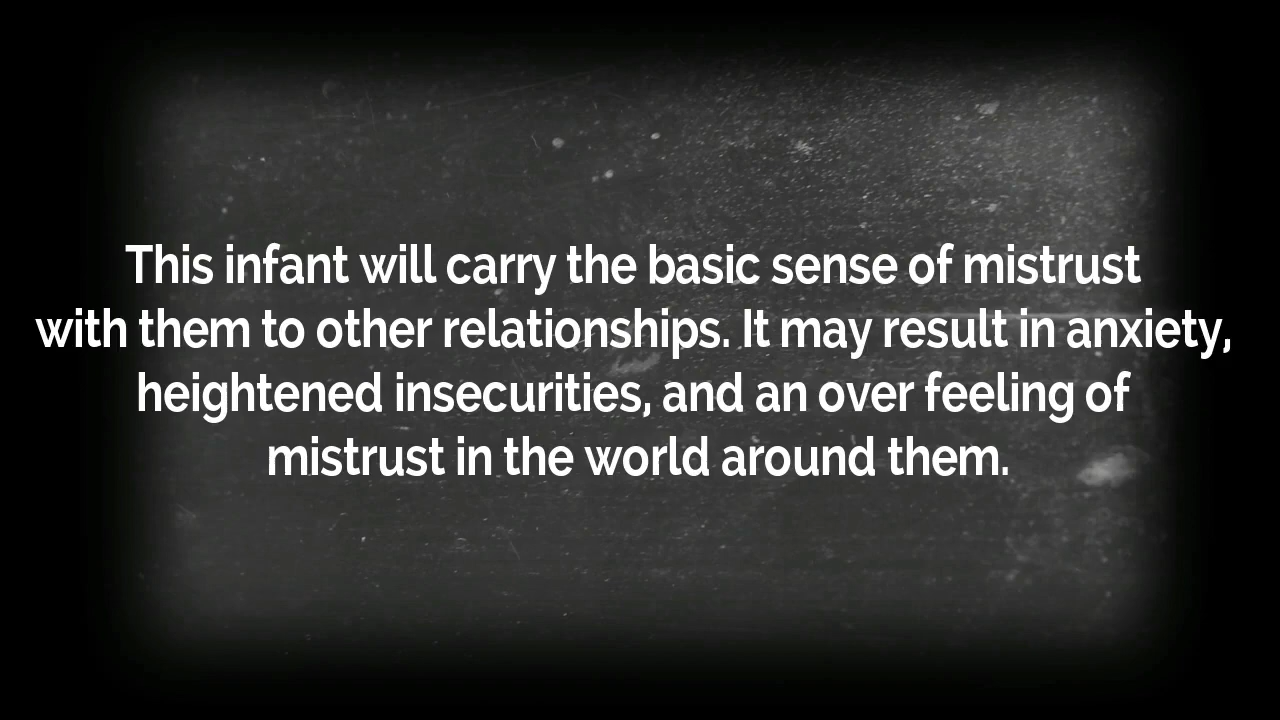 This infant will carry the basic sense of mistrust
with them to other relationships. It may result in anxiety,
heightened insecurities, and an over feeling of
mistrust in the world around them.